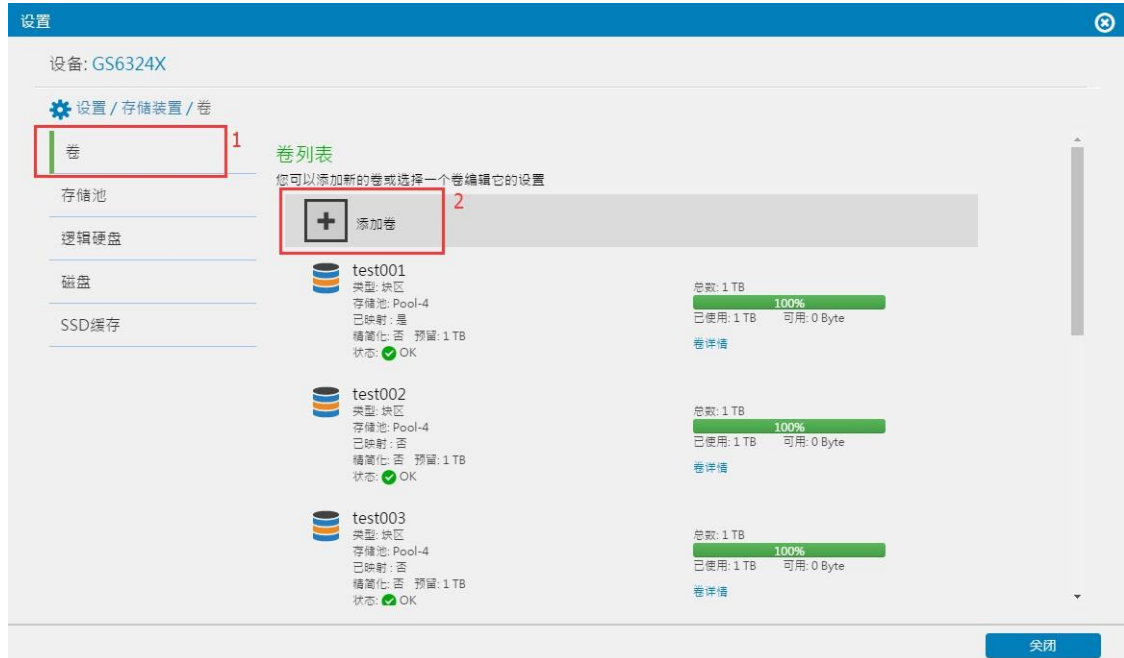 设置
设备: GS6324X
设置 / 存储装置 / 卷
卷
1
存储池
逻辑硬盘
磁盘
SSD缓存
卷列表
您可以添加新的卷或选择一个卷编辑它的设置
2
添加卷
test001
类型: 块区
存储池: Pool-4
已映射 : 是
精简化: 否 预留: 1 TB
状态: OK
总数: 1 TB
100%
已使用: 1 TB 可用: 0 Byte
卷详情
test002
类型: 块区
存储池: Pool-4
已映射 : 否
精简化: 否 预留: 1 TB
状态: OK
总数: 1 TB
100%
已使用: 1 TB 可用: 0 Byte
卷详情
test003
类型: 块区
存储池: Pool-4
已映射 : 否
精简化: 否 预留: 1 TB
状态: OK
总数: 1 TB
100%
已使用: 1 TB 可用: 0 Byte
卷详情
关闭